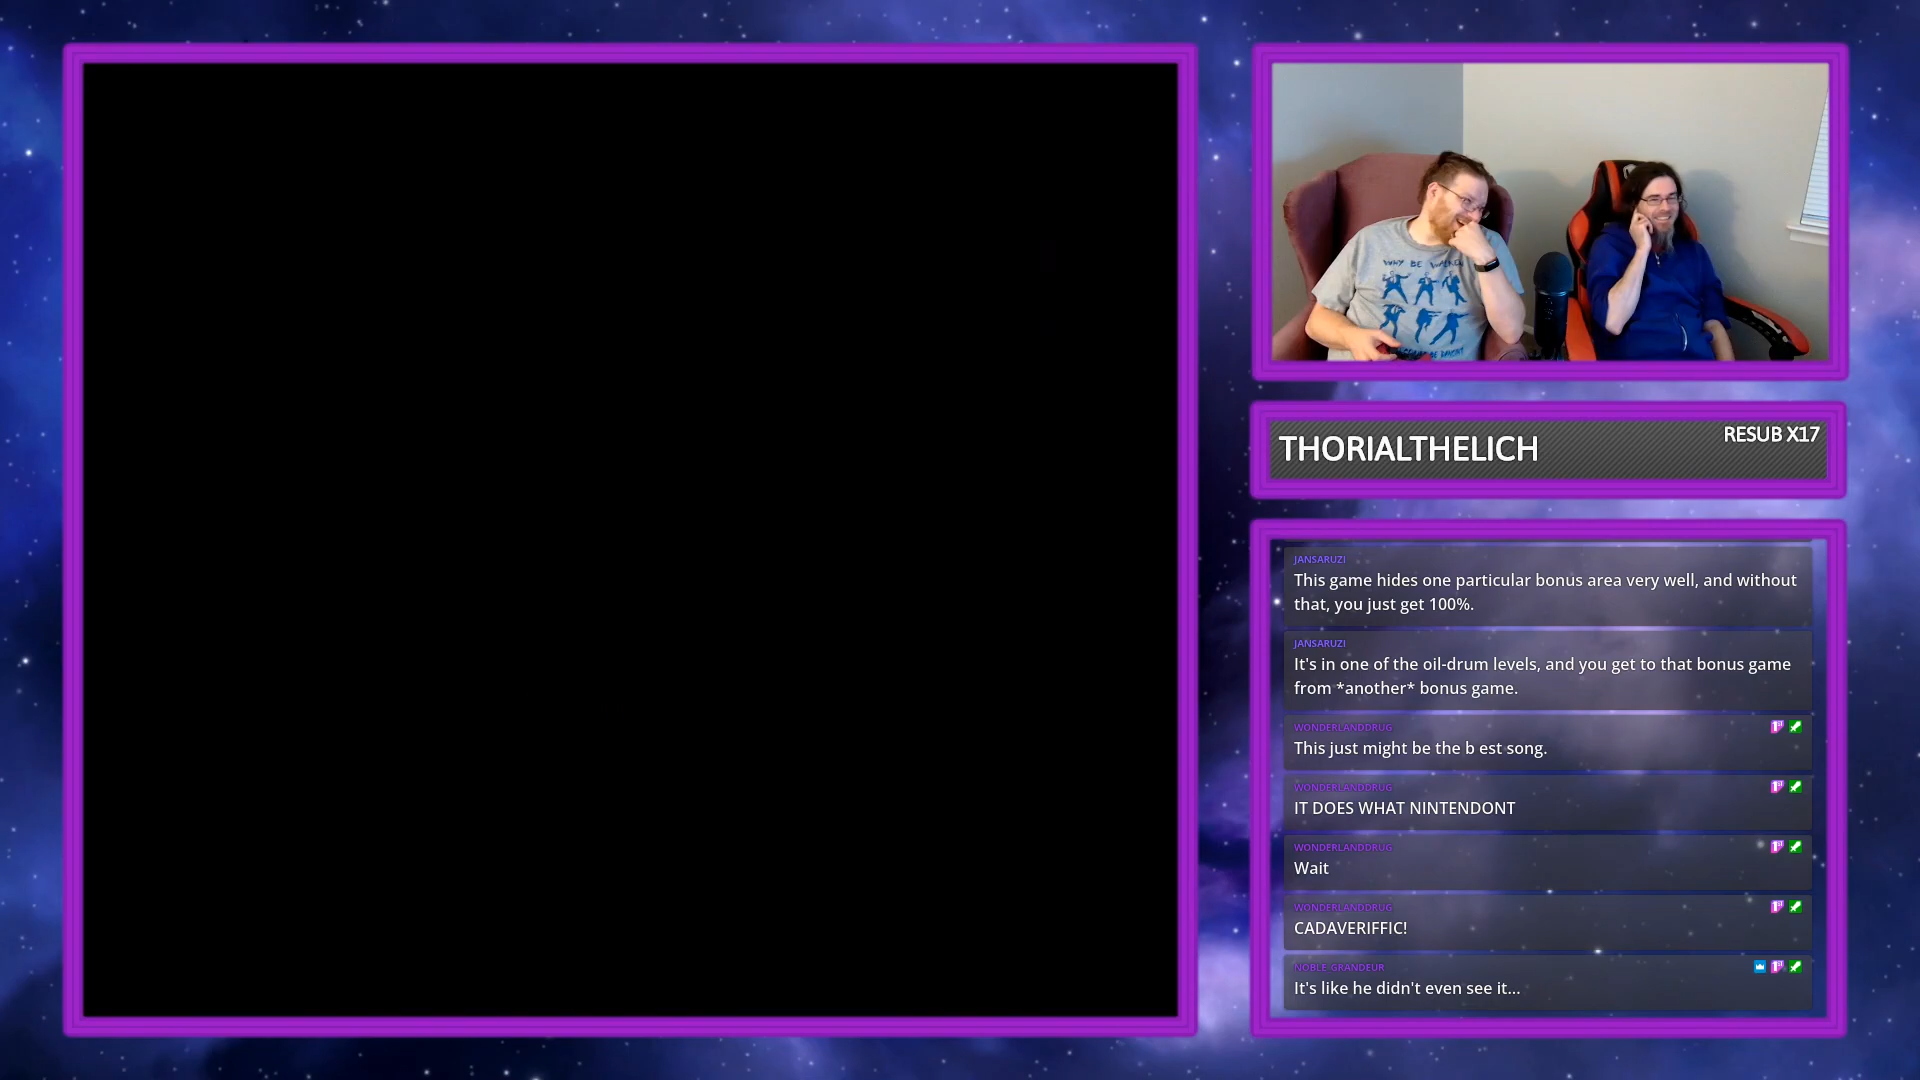 WHY BE
THORIALTHELICH
RESUB X17
JANSARUZI
This game hides one particular bonus area very well, and without
that, you just get 100%.
JANSARUZI
It's in one of the oil-drum levels, and you get to that bonus game
from *another* bonus game.
WONDERLANDDRUG
This just might be the b est song.
WONDERLANDDRUG
IT DOES WHAT NINTENDONT
WONDERLANDDRUG
Wait
WONDERLANDDRUG
CADAVERIFFIC!
NOBLE GRANDEUR
It's like he didn't even see it...